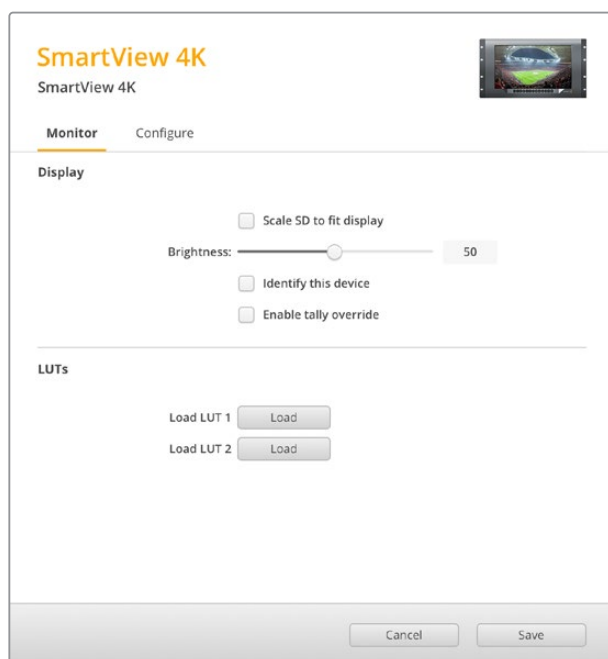 SmartView 4K
SmartView 4K
Monitor Configure
Display
Scale SD to fit display
Brightness: 50
Identify this device
Enable tally override
LUTs
Load LUT 1 Load
Load LUT 2 Load
Cancel Save